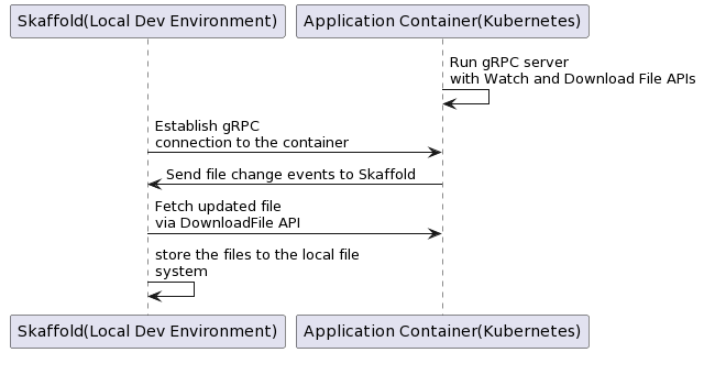 Skaffold(Local Dev Environment)
Application Container(Kubernetes)
Run gRPC server
with Watch and Download File APIs
Establish gRPC
connection to the container
Send file change events to Skaffold
Fetch updated file
via DownloadFile API
store the files to the local file
system
Skaffold(Local Dev Environment)
Application Container(Kubernetes)